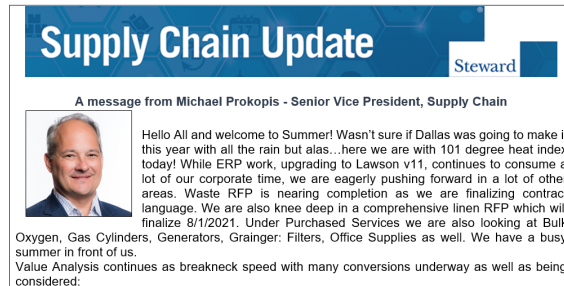 Supply Chain Update
Steward
A message from Michael Prokopis - Senior Vice President, Supply Chain
Hello All and welcome to Summer! Wasn't sure if Dallas was going to make i
this year with all the rain but alas…here we are with 101 degree heat index
today! While ERP work, upgrading to Lawson v11, continues to consume a
lot of our corporate time, we are eagerly pushing forward in a lot of othe
areas. Waste RFP is nearing completion as we are finalizing contrac
language. We are also knee deep in a comprehensive linen RFP which wil
finalize 8/1/2021. Under Purchased Services we are also looking at Bulk
Oxygen, Gas Cylinders, Generators, Grainger: Filters, Office Supplies as well. We have a busy
summer in front of us.
Value Analysis continues as breakneck speed with many conversions underway as well as being
considered: